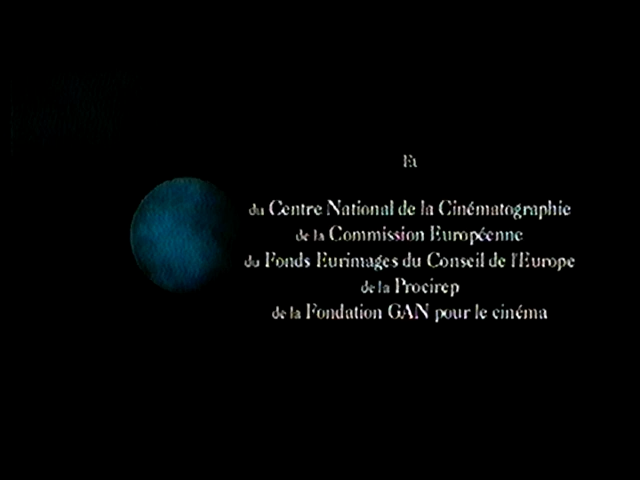 Et
du Centre National de la Cinématographie
de la Commission Européenne
du Fonds Eurimages du Conseil de l'Europe
de la Procirep
de la Fondation GAN pour le cinéma